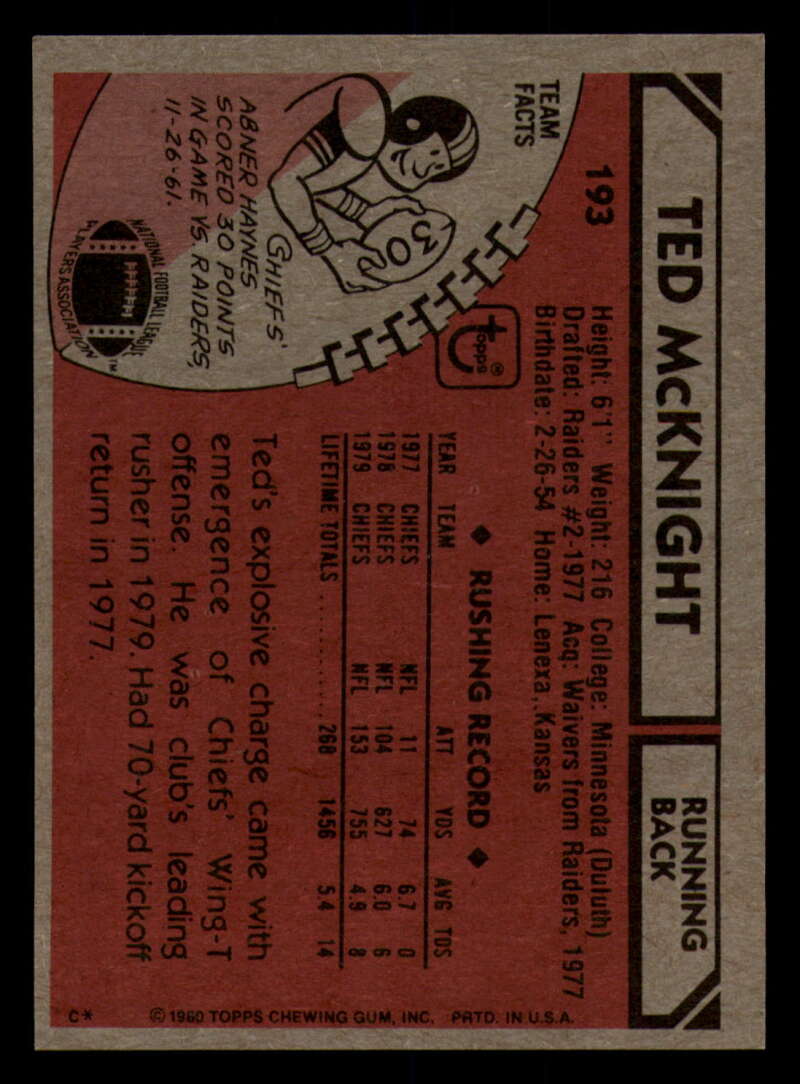 TED McKNIGHT
RUNNING
BACK
193
Height: 6'1" Weight: 216 College: Minnesota (Duluth)
Drafted: Raiders #2-1977 Acq: Waivers from Raiders, 1977
Birthdate: 2-26-54 Home: Lenexa, Kansas
TEAM
FACTS
30
CHIEFS'
ABNER HAYNES
SCORED 30 POINTS
IN GAME VS. RAIDERS,
11-26-61.
NATIONAL FOOTBALL LEAGUE
PLAYERS ASSOCIATION
TM
topps®
◆ RUSHING RECORD ◆
YEAR TEAM ATT YDS AVG TDS
1977 CHIEFS NFL 11 74 6.7 0
1978 CHIEFS NFL 104 627 6.0 6
1979 CHIEFS NFL 153 755 4.9 8
LIFETIME TOTALS .......... 268 1456 5.4 14
Ted's explosive charge came with
emergence of Chiefs' Wing-T
offense. He was club's leading
rusher in 1979. Had 70-yard kickoff
return in 1977.
C* © 1980 TOPPS CHEWING GUM, INC. PRTD. IN U.S.A.